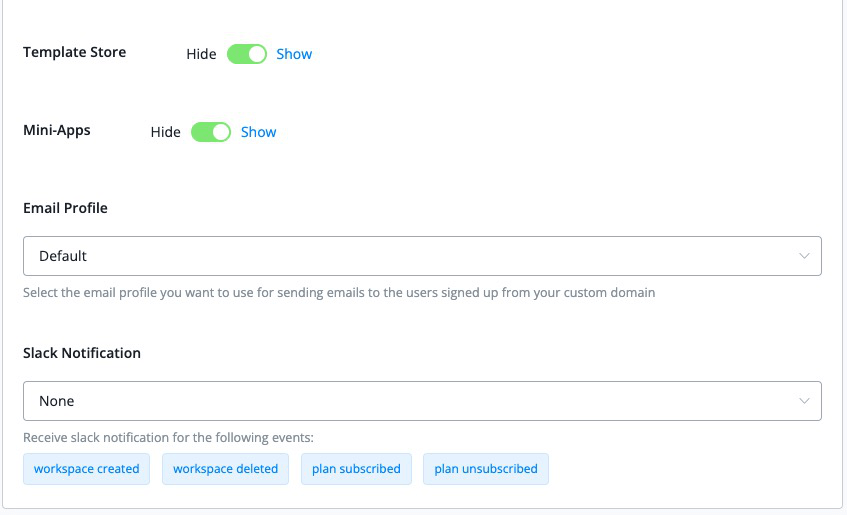 Template Store Hide Show
Mini-Apps Hide Show
Email Profile
Default
Select the email profile you want to use for sending emails to the users signed up from your custom domain
Slack Notification
None
Receive slack notification for the following events:
workspace created workspace deleted plan subscribed plan unsubscribed